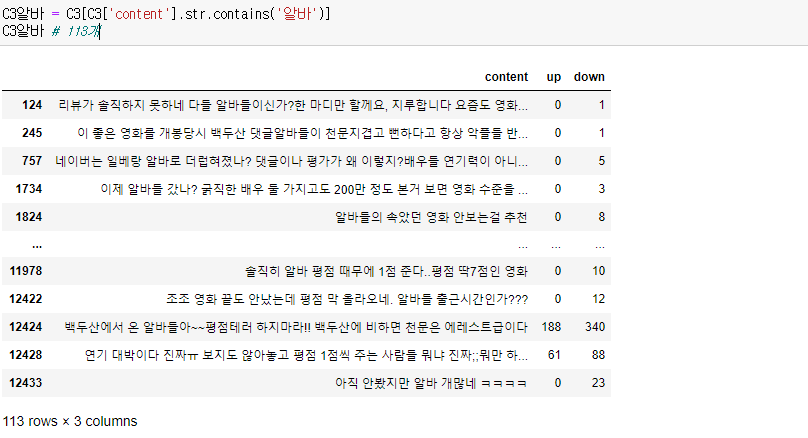 C3알바 = C3[C3['content'].str.contains('알바')]
C3알바 # 113개
content up down
124 리뷰가 솔직하지 못하네 다들 알바들이신가?한 마디만 할께요, 지루합니다 요즘도 영화... 0 1
245 이 좋은 영화를 개봉당시 백두산 댓글알바들이 천문지겹고 뻔하다고 항상 악플들 반... 0 1
757 네이버는 일베랑 알바로 더럽혀졌나? 댓글이나 평가가 왜 이렇지?배우들 연기력이 아니... 0 5
1734 이제 알바들 갔나? 굵직한 배우 둘 가지고도 200만 정도 본거 보면 영화 수준을 ... 0 3
1824 알바들의 속았던 영화 안보는걸 추천 0 8
... ... ... ...
11978 솔직히 알바 평점 때무에 1점 준다..평점 딱7점인 영화 0 10
12422 조조 영화 끝도 안났는데 평점 막 올라오네. 알바들 출근시간인가??? 0 12
12424 백두산에서 온 알바들아~~평점테러 하지마라!! 백두산에 비하면 천문은 에레스트급이다 188 340
12428 연기 대박이다 진짜ㅠ 보지도 않아놓고 평점 1점씩 주는 사람들 뭐냐 진짜;;뭐만 하... 61 88
12433 아직 안봤지만 알바 개많네 ㅋㅋㅋㅋ 0 23
113 rows × 3 columns